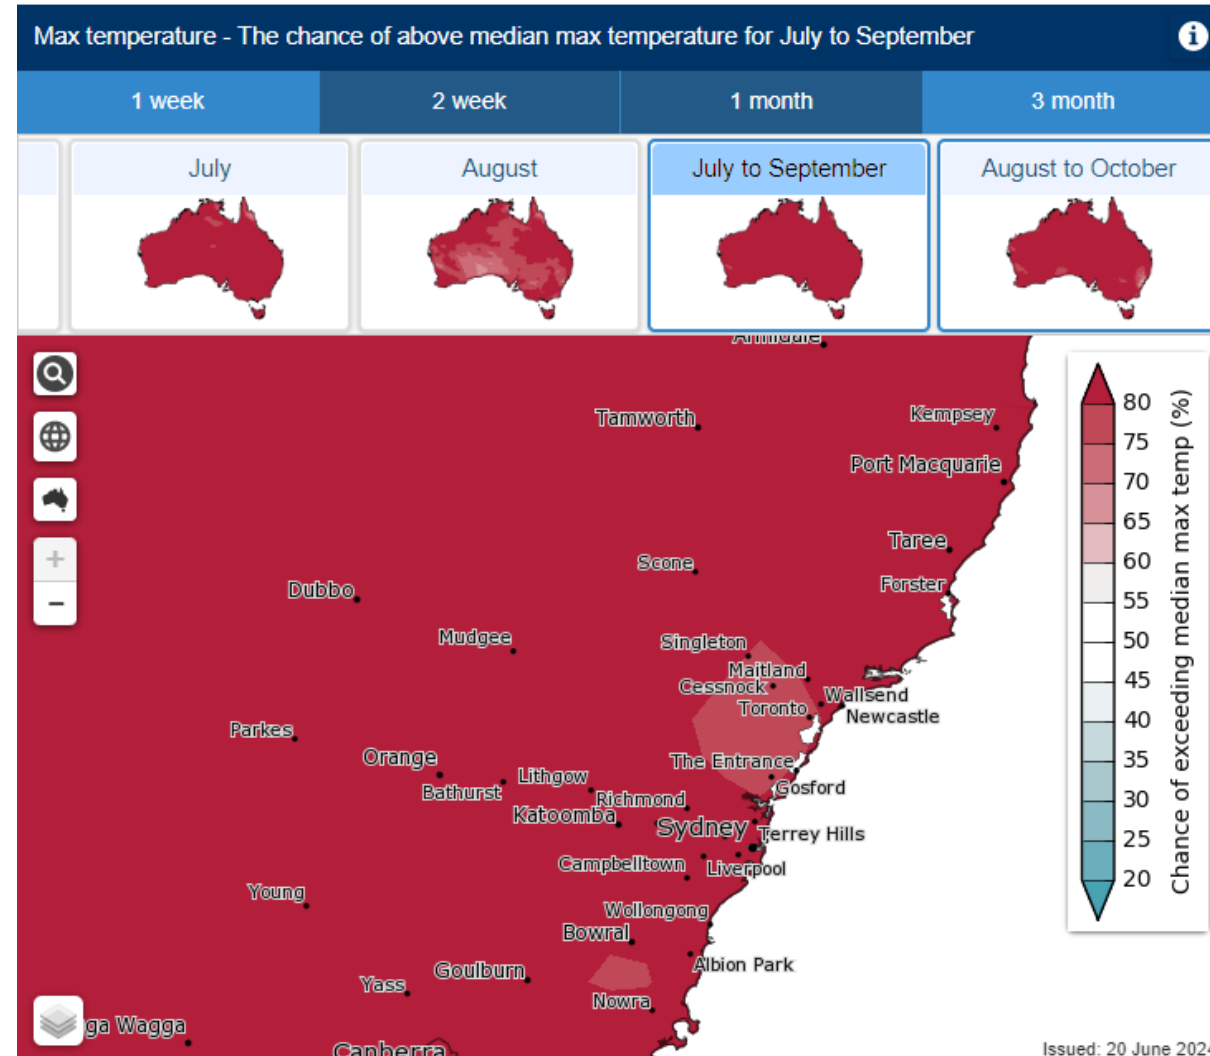 Max temperature - The chance of above median max temperature for July to September
1 week
2 week
1 month
3 month
July
August
July to September
August to October
Armidale
Tamworth
Kempsey
Port Macquarie
Taree
Scone
Forster
Dubbo
Mudgee
Singleton
Maitland
Cessnock
Wallsend
Toronto
Newcastle
Parkes
Orange
The Entrance
Lithgow
Gosford
Bathurst
Richmond
Katoomba
Sydney
Terrey Hills
Campbelltown
Liverpool
Young
Wollongong
Bowral
Albion Park
Goulburn
Yass
Nowra
ga Wagga
Canberra
80
75
70
65
60
55
50
45
40
35
30
25
20
Chance of exceeding median max temp (%)
Issued: 20 June 2024